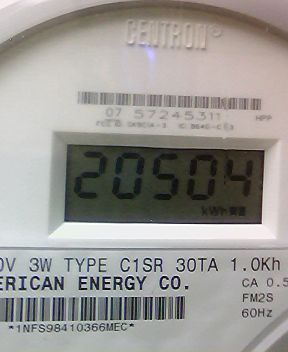 CENTRON®
07 57245311
HPP
20504
kWh
0V 3W TYPE C1SR 30TA 1.0Kh
ERICAN ENERGY CO.
CA 0.5
FM2S
60Hz
*1NFS98410366MEC*